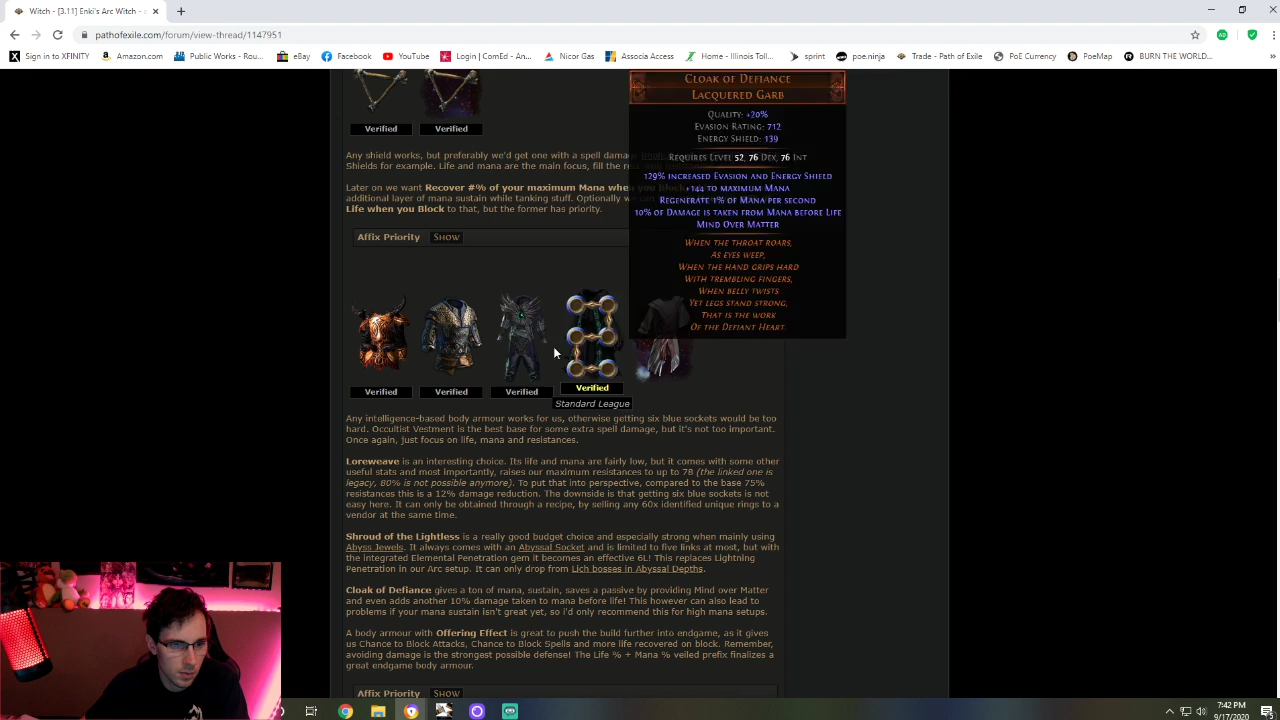 Witch - [3.11] Enki's Arc Witch - c
pathofexile.com/forum/view-thread/1147951
Sign in to XFINITY
Amazon.com
Public Works - Rou...
eBay
Facebook
YouTube
Login | ComEd - An...
Nicor Gas
Associa Access
Home - Illinois Toll...
sprint
poe.ninja
Trade - Path of Exile
PoE Currency
PoeMap
BURN THE WORLD...
Cloak of Defiance
Lacquered Garb
Quality: +20%
Evasion Rating: 712
Energy Shield: 139
Requires Level 52, 76 Dex, 76 Int
129% increased Evasion and Energy Shield
+144 to maximum Mana
Regenerate 1% of Mana per second
10% of Damage is taken from Mana before Life
Mind Over Matter
When the throat roars,
As eyes weep,
When the hand grips hard
With trembling fingers,
When belly twists
Yet legs stand strong,
That is the work
Of the Defiant Heart.
Verified Verified
Any shield works, but preferably we'd get one with a spell damage
Shields for example. Life and mana are the main focus, fill the
Later on we want Recover #% of your maximum Mana when you Block
additional layer of mana sustain while tanking stuff. Optionally we
Life when you Block to that, but the former has priority.
Affix Priority SHOW
Verified Verified Verified Verified
Standard League
Any intelligence-based body armour works for us, otherwise getting six blue sockets would be too
hard. Occultist Vestment is the best base for some extra spell damage, but it's not too important.
Once again, just focus on life, mana and resistances.
Loreweave is an interesting choice. Its life and mana are fairly low, but it comes with some other
useful stats and most importantly, raises our maximum resistances to up to 78 (the linked one is
legacy, 80% is not possible anymore). To put that into perspective, compared to the base 75%
resistances this is a 12% damage reduction. The downside is that getting six blue sockets is not
easy here. It can only be obtained through a recipe, by selling any 60x identified unique rings to a
vendor at the same time.
Shroud of the Lightless is a really good budget choice and especially strong when mainly using
Abyss Jewels. It always comes with an Abyssal Socket and is limited to five links at most, but with
the integrated Elemental Penetration gem it becomes an effective 6L! This replaces Lightning
Penetration in our Arc setup. It can only drop from Lich bosses in Abyssal Depths.
Cloak of Defiance gives a ton of mana, sustain, saves a passive by providing Mind over Matter
and even adds another 10% damage taken to mana before life! This however can also lead to
problems if your mana sustain isn't great yet, so i'd only recommend this for high mana setups.
A body armour with Offering Effect is great to push the build further into endgame, as it gives
us Chance to Block Attacks, Chance to Block Spells and more life recovered on block. Remember,
avoiding damage is the strongest possible defense! The Life % + Mana % veiled prefix finalizes a
great endgame body armour.
Affix Priority SHOW
7:42 PM
9/17/2020